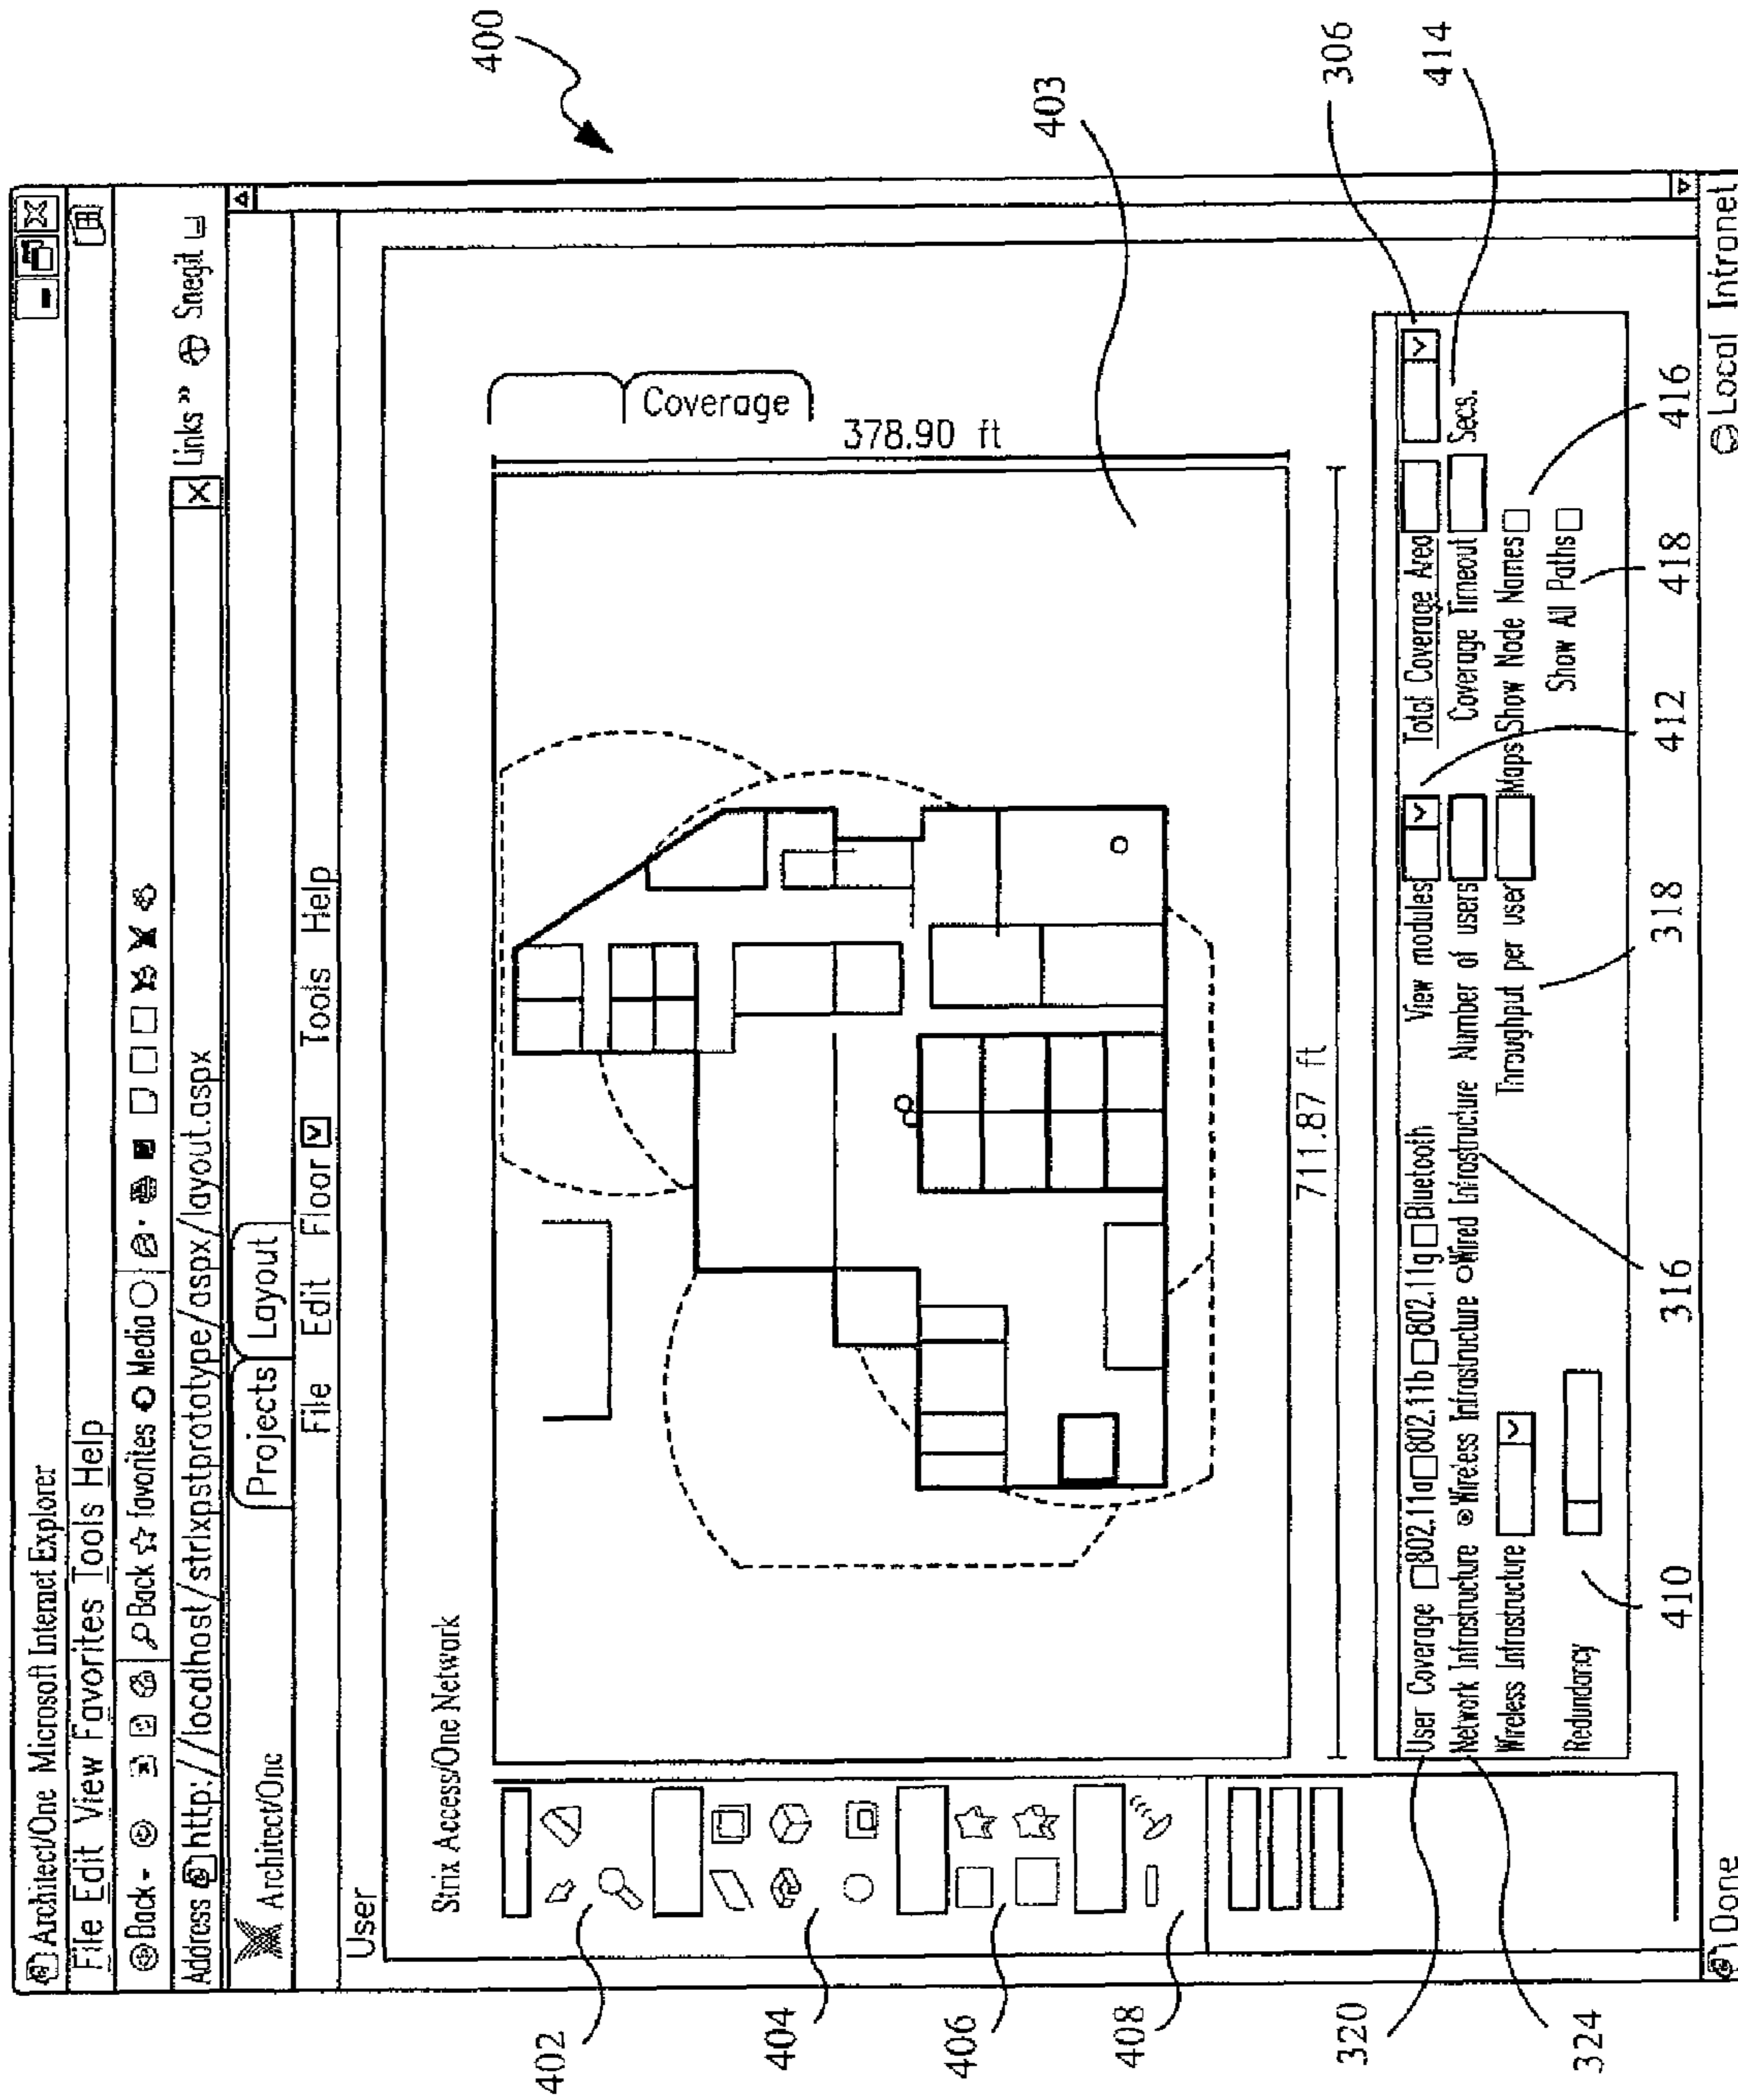 400
Architect/One Microsoft Internet Explorer
File Edit View Favorites Tools Help
Back Back favorites Media Links » Snegit
Address http://localhost/strixpstprototype/aspx/layout.aspx
Architect/One
Projects Layout
File Edit Floor Tools Help
User
Strix Access/One Network
Coverage
378.90 ft
403
711.87 ft
402
404
406
408
320
324
User Coverage 802.11a 802.11b 802.11g Bluetooth View modules Total Coverage Area
Network Infrastructure Wireless Infrastructure Wired Infrastructure Number of users Coverage Timeout Secs.
Wireless Infrastructure Throughput per user Maps Show Node Names
Redundancy Show All Paths
306
414
410
316
318
412
418
416
Done Local Intranet